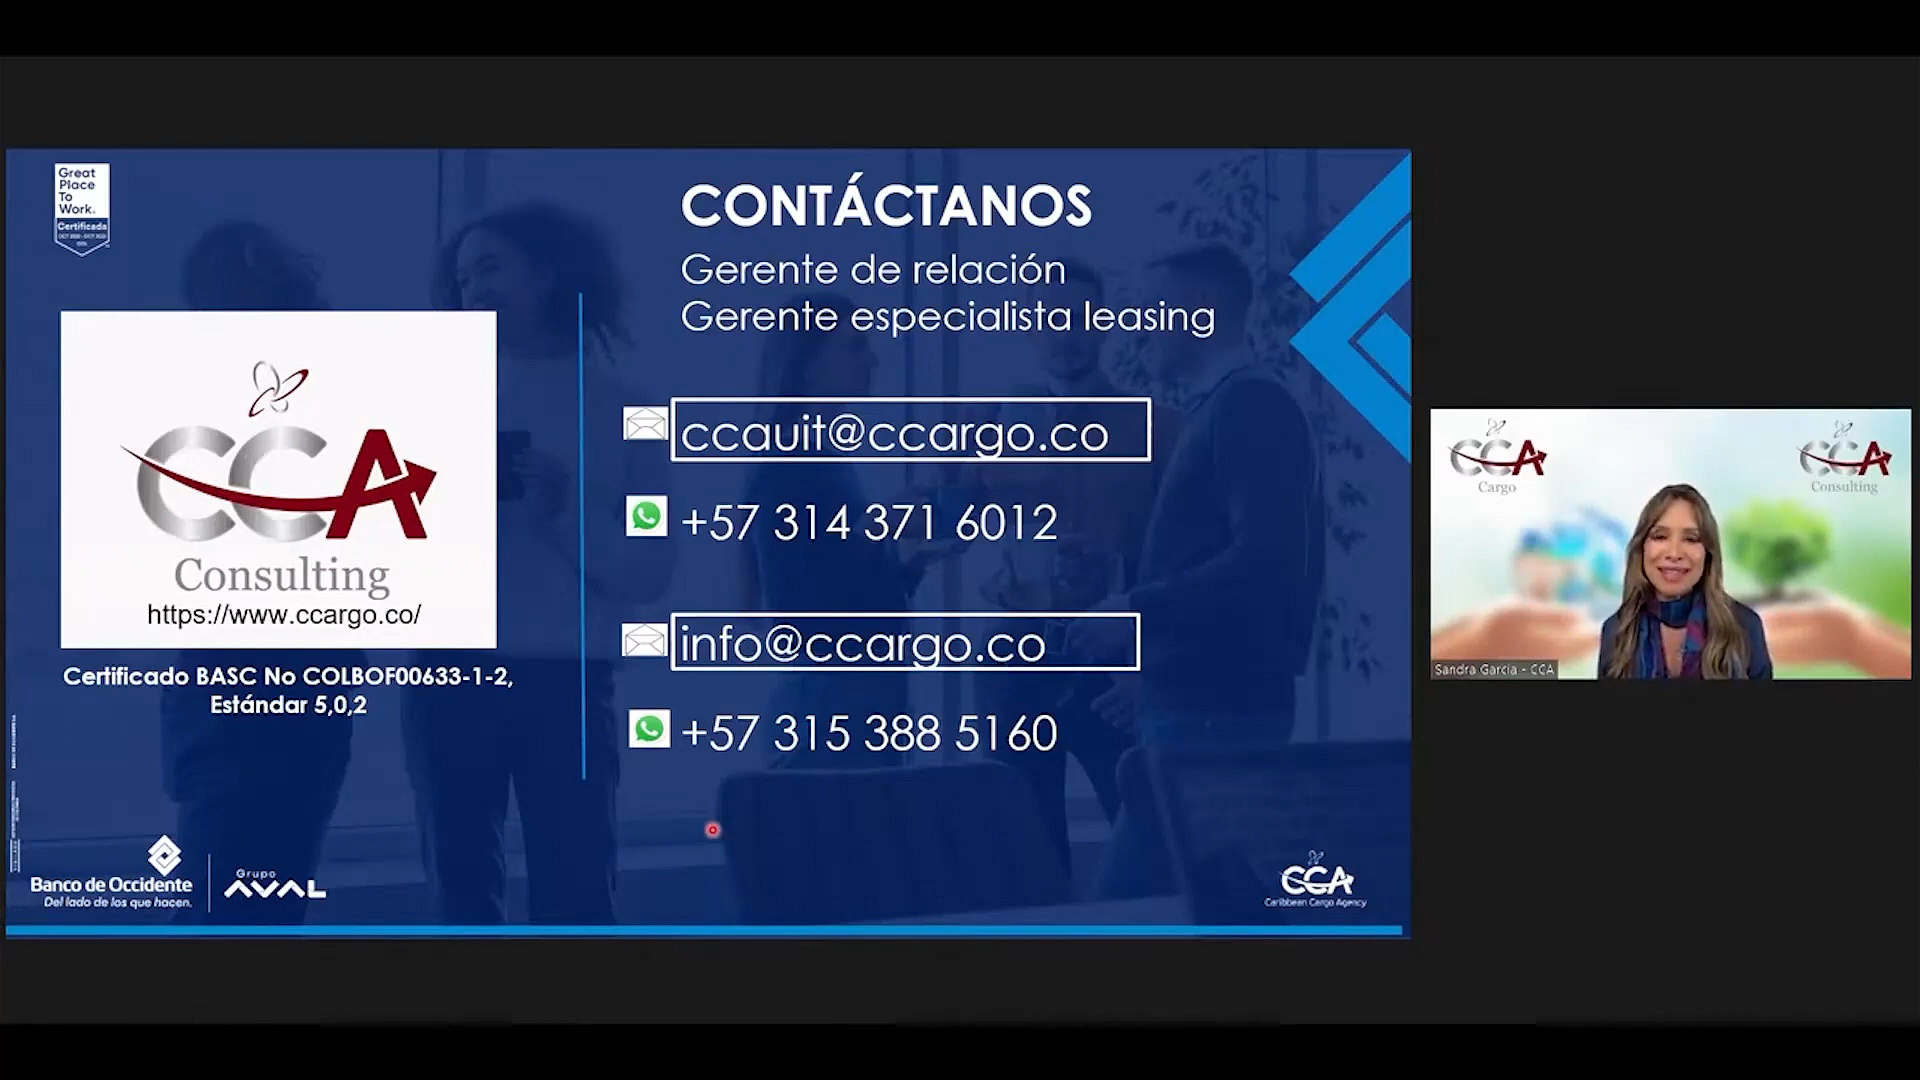 Great
Place
To
Work.
Certificada
CONTÁCTANOS
Gerente de relación
Gerente especialista leasing
CCA
Consulting
https://www.ccargo.co/
Certificado BASC No COLBOF00633-1-2,
Estándar 5,0,2
ccauit@ccargo.co
+57 314 371 6012
info@ccargo.co
+57 315 388 5160
Banco de Occidente
Del lado de los que hacen.
Grupo
AVAL
CCA
Caribbean Cargo Agency
CCA
Cargo
CCA
Consulting
Sandra Garcia - CCA